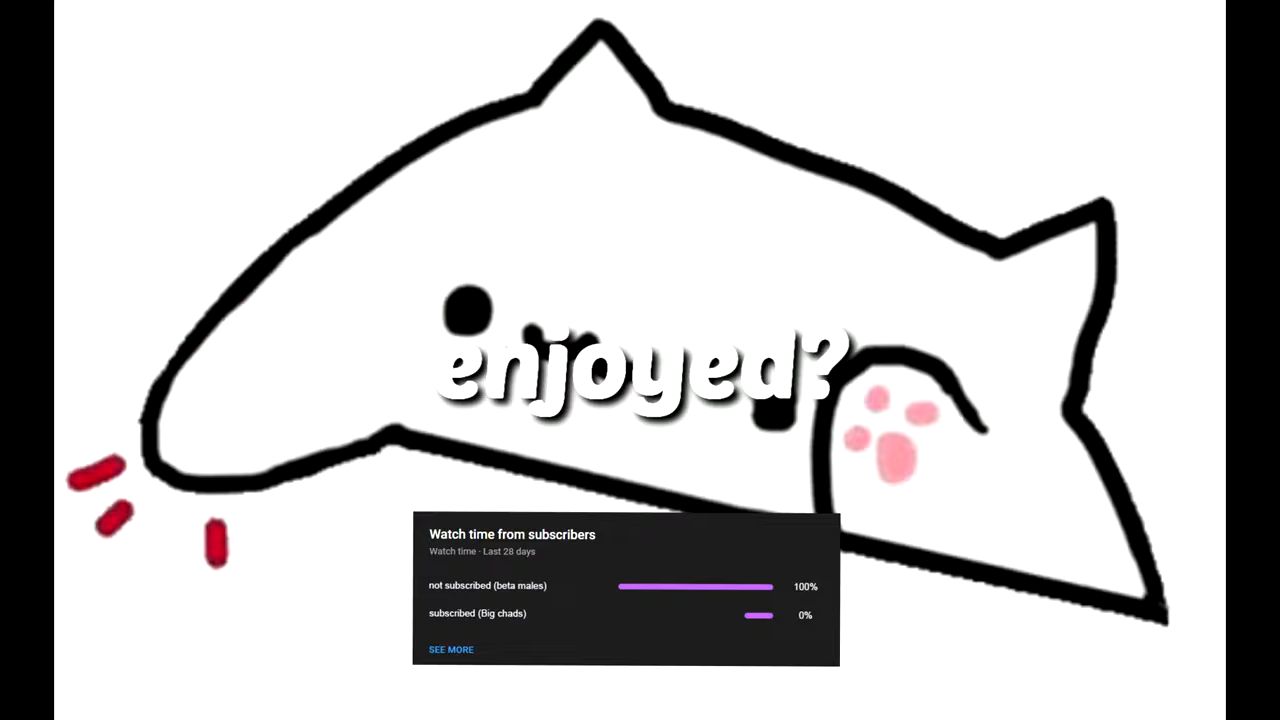 enjoyed?
Watch time from subscribers
Watch time · Last 28 days
not subscribed (beta males) 100%
subscribed (Big chads) 0%
SEE MORE